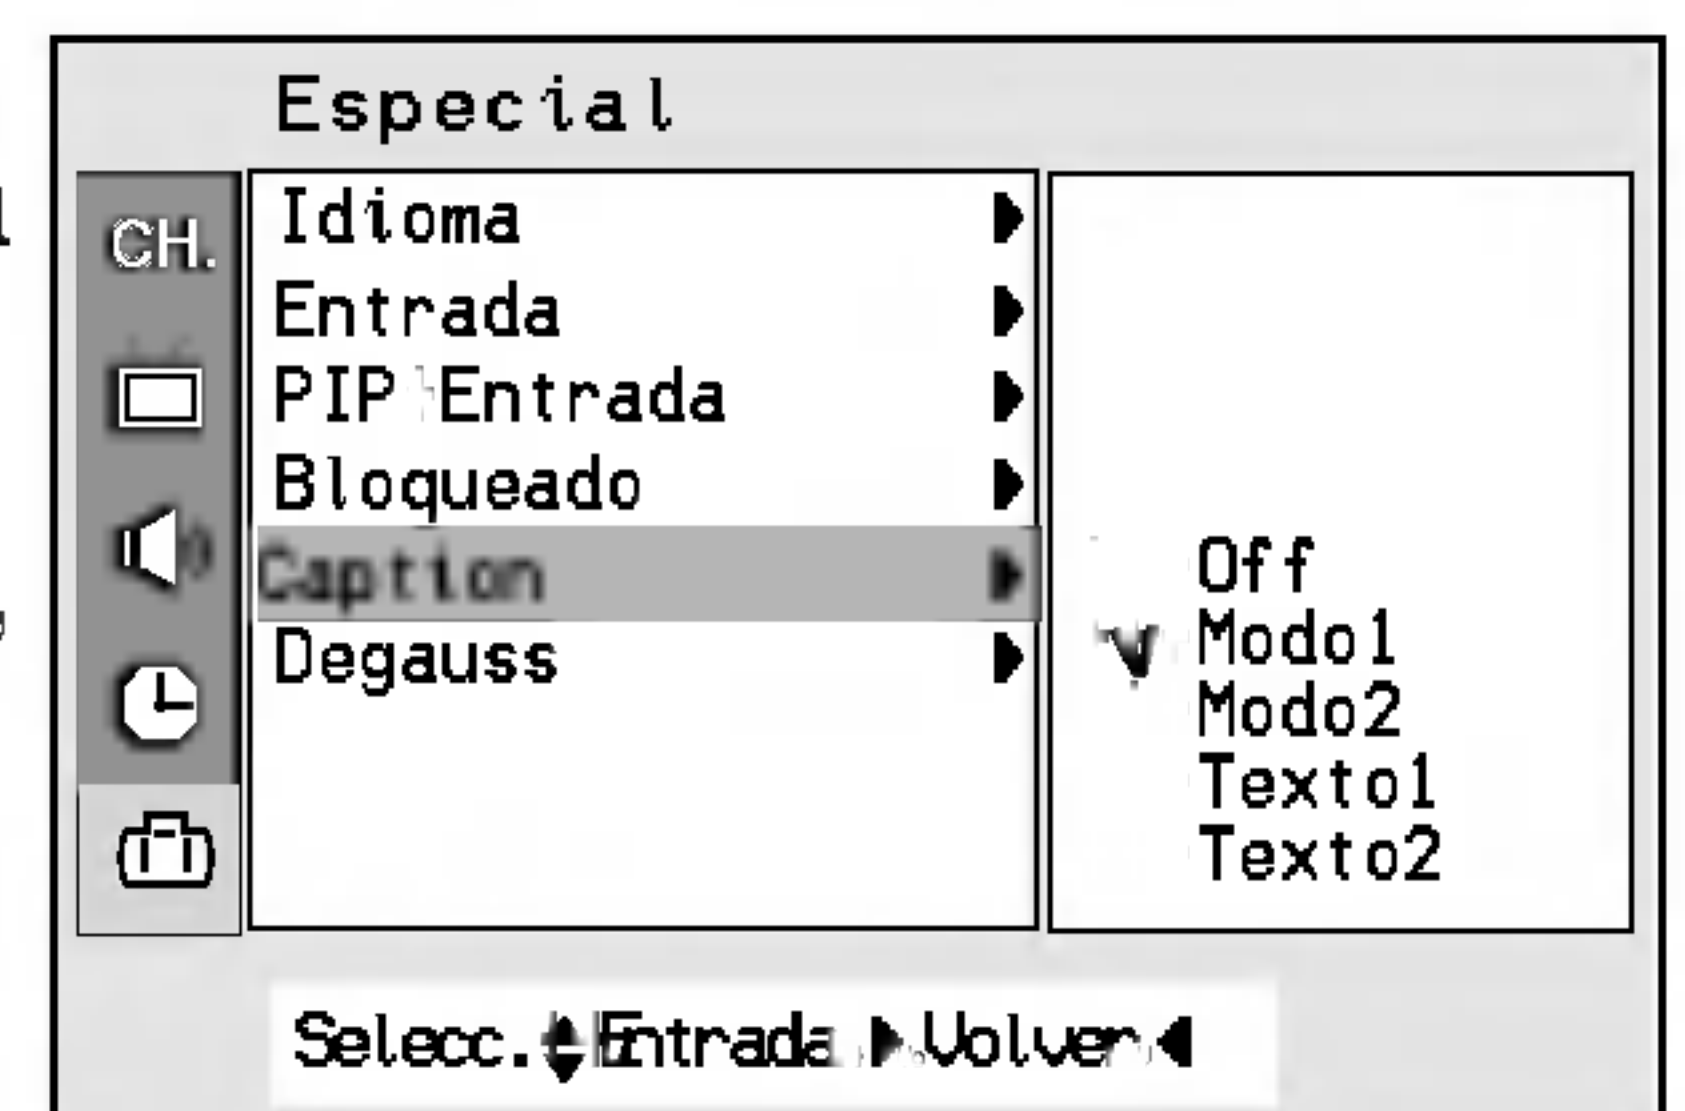 Especial
CH.
Idioma
Entrada
PIP Entrada
Bloqueado
Caption
Degauss
Off
Modo1
Modo2
Texto1
Texto2
Selecc. Entrada Volver